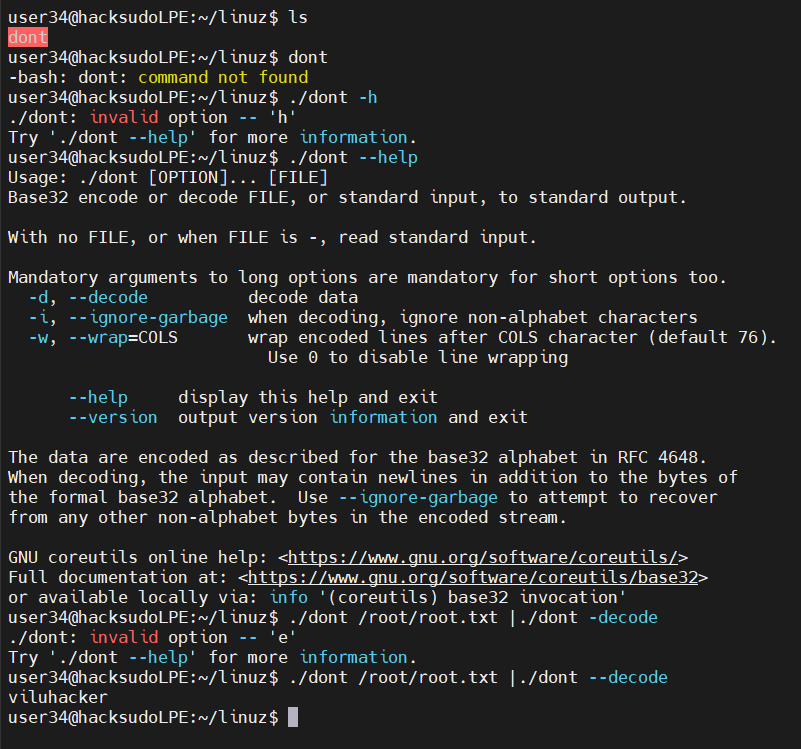 user34@hacksudoLPE:~/linuz$ ls
dont
user34@hacksudoLPE:~/linuz$ dont
-bash: dont: command not found
user34@hacksudoLPE:~/linuz$ ./dont -h
./dont: invalid option -- 'h'
Try './dont --help' for more information.
user34@hacksudoLPE:~/linuz$ ./dont --help
Usage: ./dont [OPTION]... [FILE]
Base32 encode or decode FILE, or standard input, to standard output.
With no FILE, or when FILE is -, read standard input.
Mandatory arguments to long options are mandatory for short options too.
  -d, --decode          decode data
  -i, --ignore-garbage  when decoding, ignore non-alphabet characters
  -w, --wrap=COLS       wrap encoded lines after COLS character (default 76).
                          Use 0 to disable line wrapping
      --help     display this help and exit
      --version  output version information and exit
The data are encoded as described for the base32 alphabet in RFC 4648.
When decoding, the input may contain newlines in addition to the bytes of
the formal base32 alphabet.  Use --ignore-garbage to attempt to recover
from any other non-alphabet bytes in the encoded stream.
GNU coreutils online help: <https://www.gnu.org/software/coreutils/>
Full documentation at: <https://www.gnu.org/software/coreutils/base32>
or available locally via: info '(coreutils) base32 invocation'
user34@hacksudoLPE:~/linuz$ ./dont /root/root.txt |./dont -decode
./dont: invalid option -- 'e'
Try './dont --help' for more information.
user34@hacksudoLPE:~/linuz$ ./dont /root/root.txt |./dont --decode
viluhacker
user34@hacksudoLPE:~/linuz$